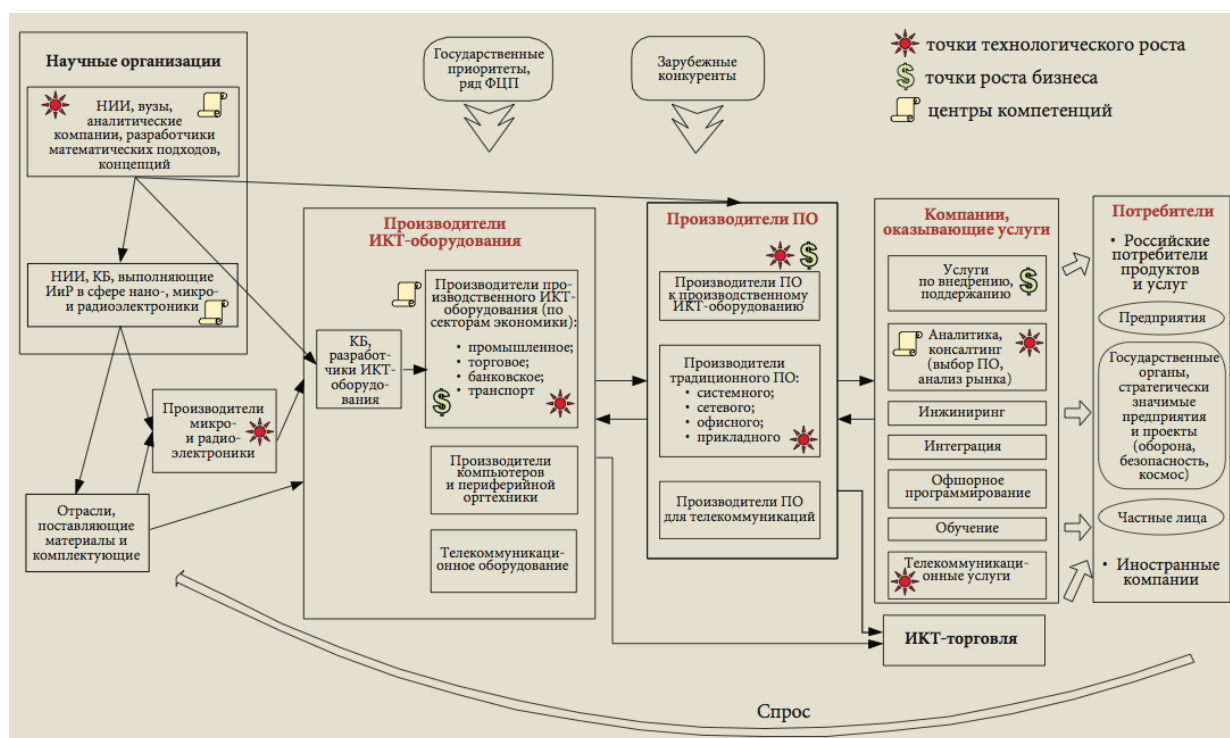 Научные организации
НИИ, вузы,
аналитические
компании, разработчики
математических подходов,
концепций
НИИ, КБ, выполняющие
ИиР в сфере нано-, микро-
и радиоэлектроники
Производители
микро-
и радио-
электроники
Отрасли,
поставляющие
материалы и
комплектующие
Государственные
приоритеты,
ряд ФЦП
Зарубежные
конкуренты
точки технологического роста
точки роста бизнеса
центры компетенций
Производители
ИКТ-оборудования
КБ,
разработ-
чики ИКТ-
оборудо-
вания
Производители про-
изводственного ИКТ-
оборудования (по
секторам экономики):
• промышленное;
• торговое;
• банковское;
• транспорт
Производители
компьютеров
и периферийной
оргтехники
Телекоммуникаци-
онное оборудование
Производители ПО
Производители ПО
к производственному
ИКТ-оборудованию
Производители
традиционного ПО:
• системного;
• сетевого;
• офисного;
• прикладного
Производители ПО
для телекоммуникаций
Компании,
оказывающие услуги
Услуги
по внедрению,
поддержанию
Аналитика,
консалтинг
(выбор ПО,
анализ рынка)
Инжиниринг
Интеграция
Офшорное
программирование
Обучение
Телекоммуникаци-
онные услуги
ИКТ-торговля
Потребители
• Российские
потребители
продуктов
и услуг
Предприятия
Государственные
органы,
стратегически
значимые
предприятия
и проекты
(оборона,
безопасность,
космос)
Частные лица
• Иностранные
компании
Спрос